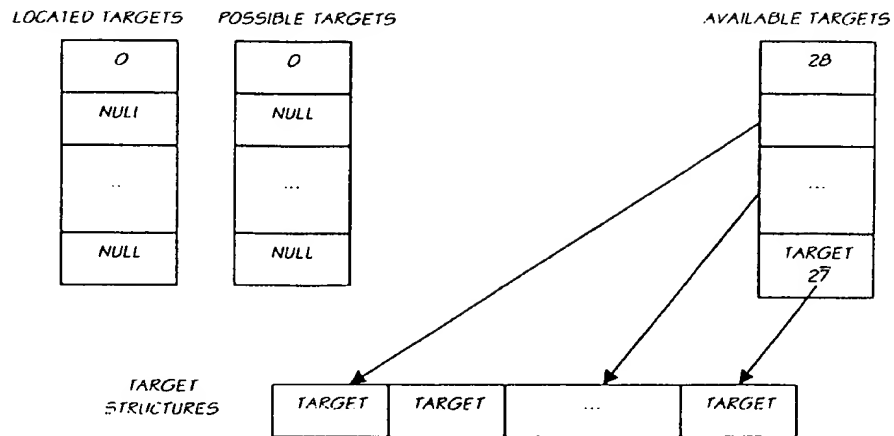 LOCATED TARGETS POSSIBLE TARGETS AVAILABLE TARGETS
0 0 28
NULL NULL
.. ... ...
NULL NULL TARGET
27
TARGET
STRUCTURES
TARGET TARGET ... TARGET